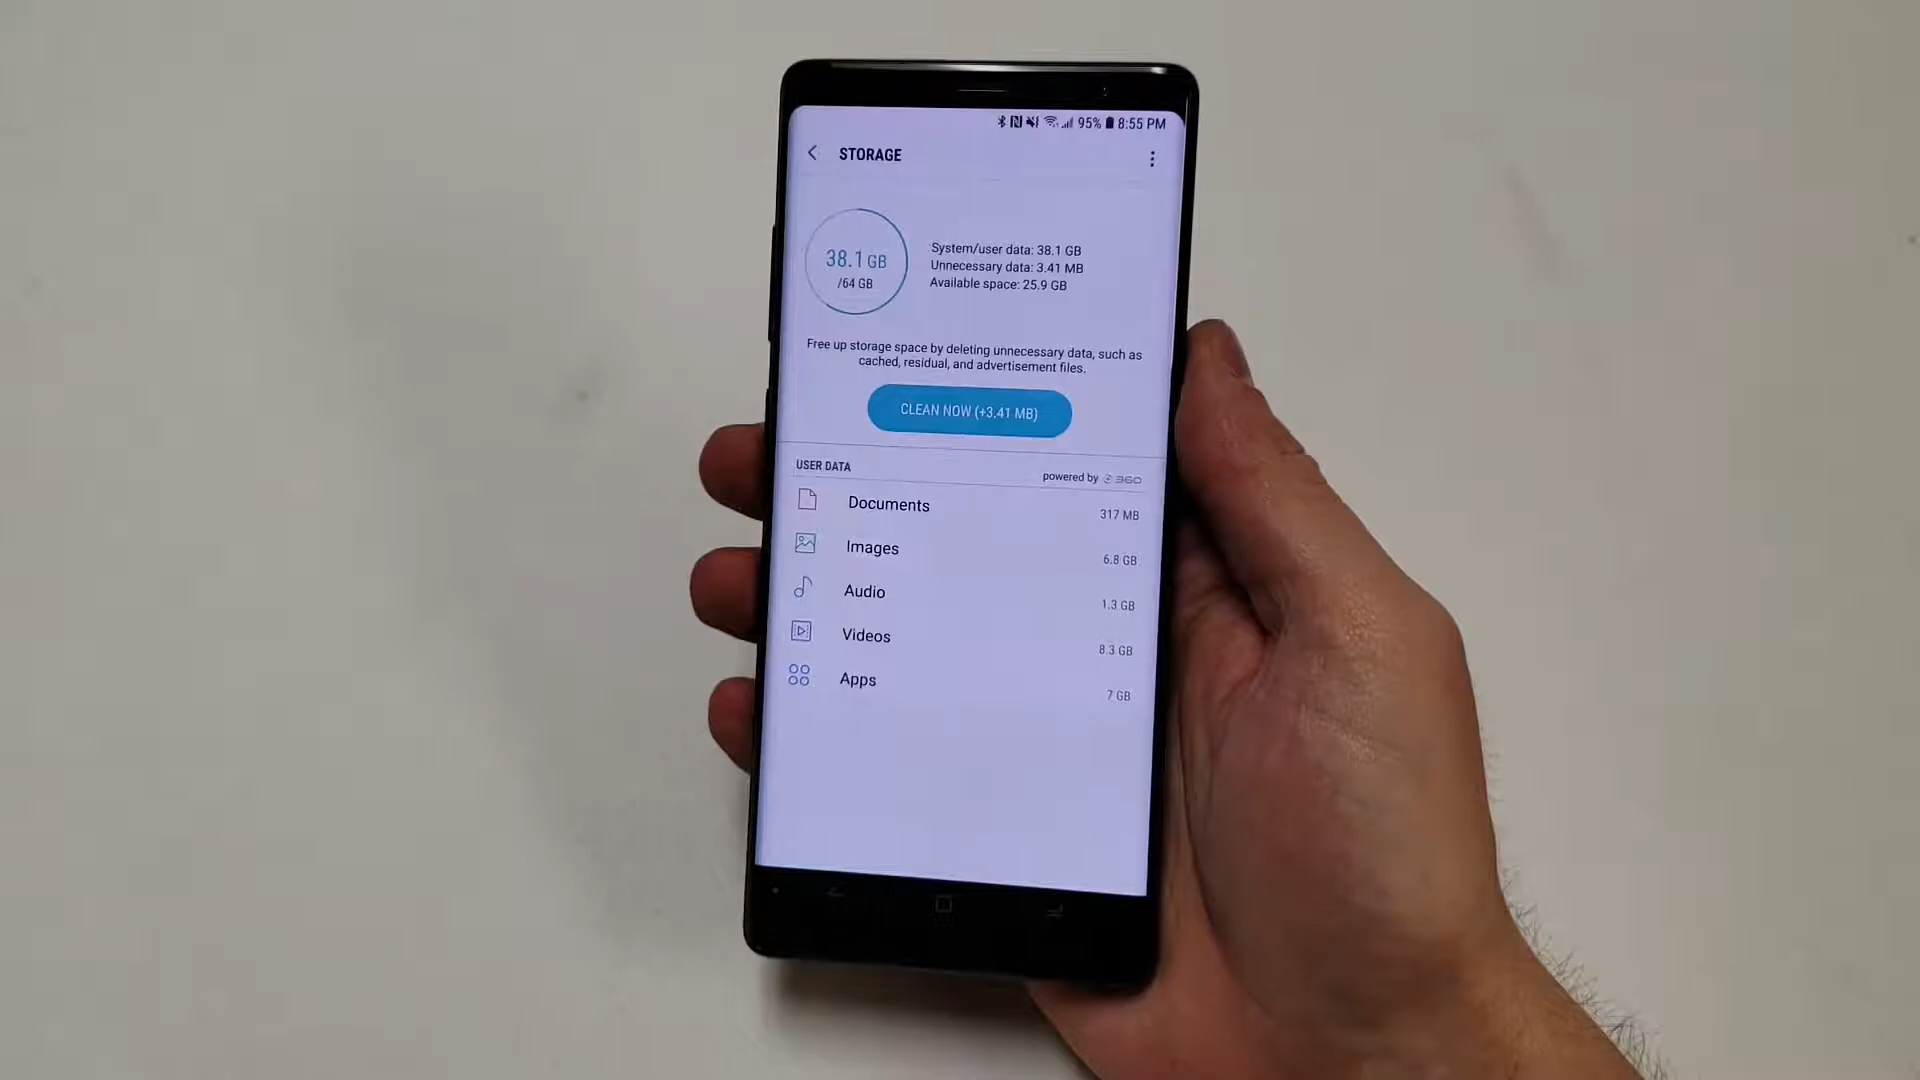 95% 8:55 PM
STORAGE
38.1 GB
/64 GB
System/user data: 38.1 GB
Unnecessary data: 3.41 MB
Available space: 25.9 GB
Free up storage space by deleting unnecessary data, such as
cached, residual, and advertisement files.
CLEAN NOW (+3.41 MB)
USER DATA
powered by 360
Documents 317 MB
Images 6.8 GB
Audio 1.3 GB
Videos 8.3 GB
Apps 7 GB